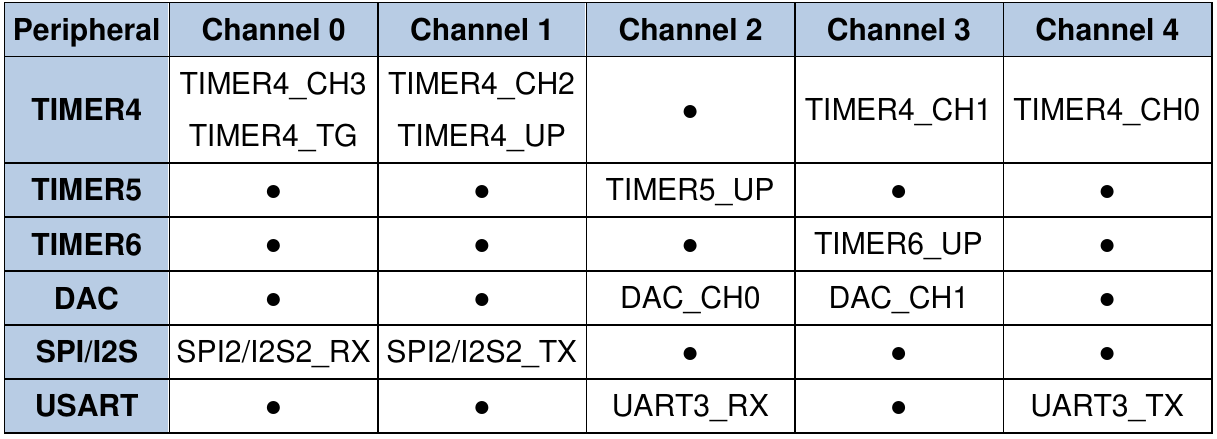 Peripheral Channel 0 Channel 1 Channel 2 Channel 3 Channel 4
TIMER4 TIMER4_CH3 TIMER4_TG TIMER4_CH2 TIMER4_UP ● TIMER4_CH1 TIMER4_CH0
TIMER5 ● ● TIMER5_UP ● ●
TIMER6 ● ● ● TIMER6_UP ●
DAC ● ● DAC_CH0 DAC_CH1 ●
SPI/I2S SPI2/I2S2_RX SPI2/I2S2_TX ● ● ●
USART ● ● UART3_RX ● UART3_TX